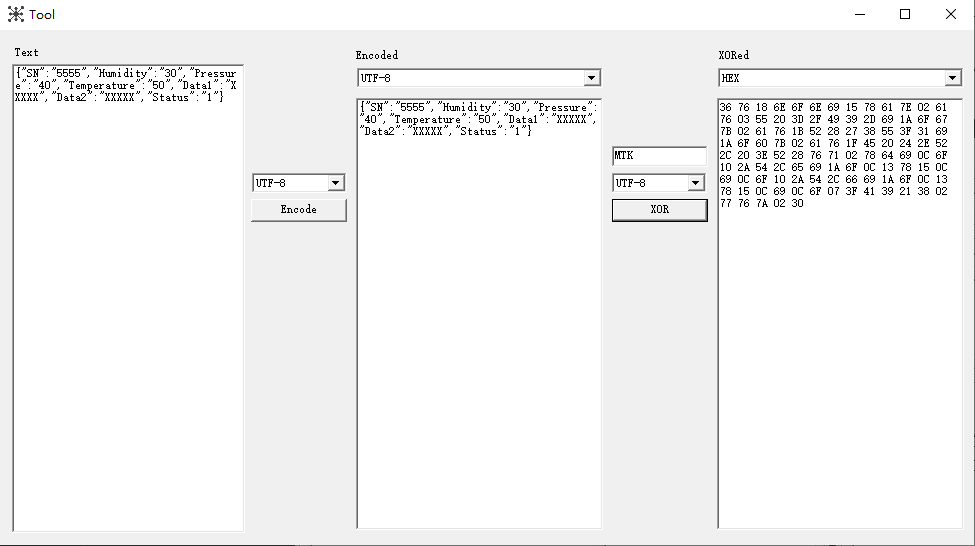 Tool
Text
{"SN":"5555","Humidity":"30","Pressur
e":"40","Temperature":"50","Data1":"X
XXXX","Data2":"XXXXX","Status":"1"}
UTF-8
Encode
Encoded
UTF-8
{"SN":"5555","Humidity":"30","Pressure":
"40","Temperature":"50","Data1":"XXXXX",
"Data2":"XXXXX","Status":"1"}
MTK
UTF-8
XOR
XORed
HEX
36 76 18 6E 6F 6E 69 15 78 61 7E 02 61
76 03 55 20 3D 2F 49 39 2D 69 1A 6F 67
7B 02 61 76 1B 52 28 27 38 55 3F 31 69
1A 6F 60 7B 02 61 76 1F 45 20 24 2E 52
2C 20 3E 52 28 76 71 02 78 64 69 0C 6F
10 2A 54 2C 65 69 1A 6F 0C 13 78 15 0C
69 0C 6F 10 2A 54 2C 66 69 1A 6F 0C 13
78 15 0C 69 0C 6F 07 3F 41 39 21 38 02
77 76 7A 02 30